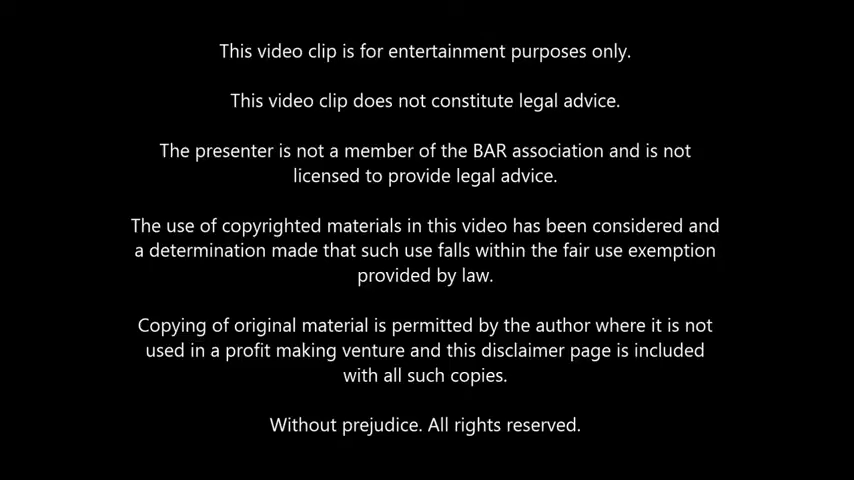 This video clip is for entertainment purposes only.
This video clip does not constitute legal advice.
The presenter is not a member of the BAR association and is not
licensed to provide legal advice.
The use of copyrighted materials in this video has been considered and
a determination made that such use falls within the fair use exemption
provided by law.
Copying of original material is permitted by the author where it is not
used in a profit making venture and this disclaimer page is included
with all such copies.
Without prejudice. All rights reserved.